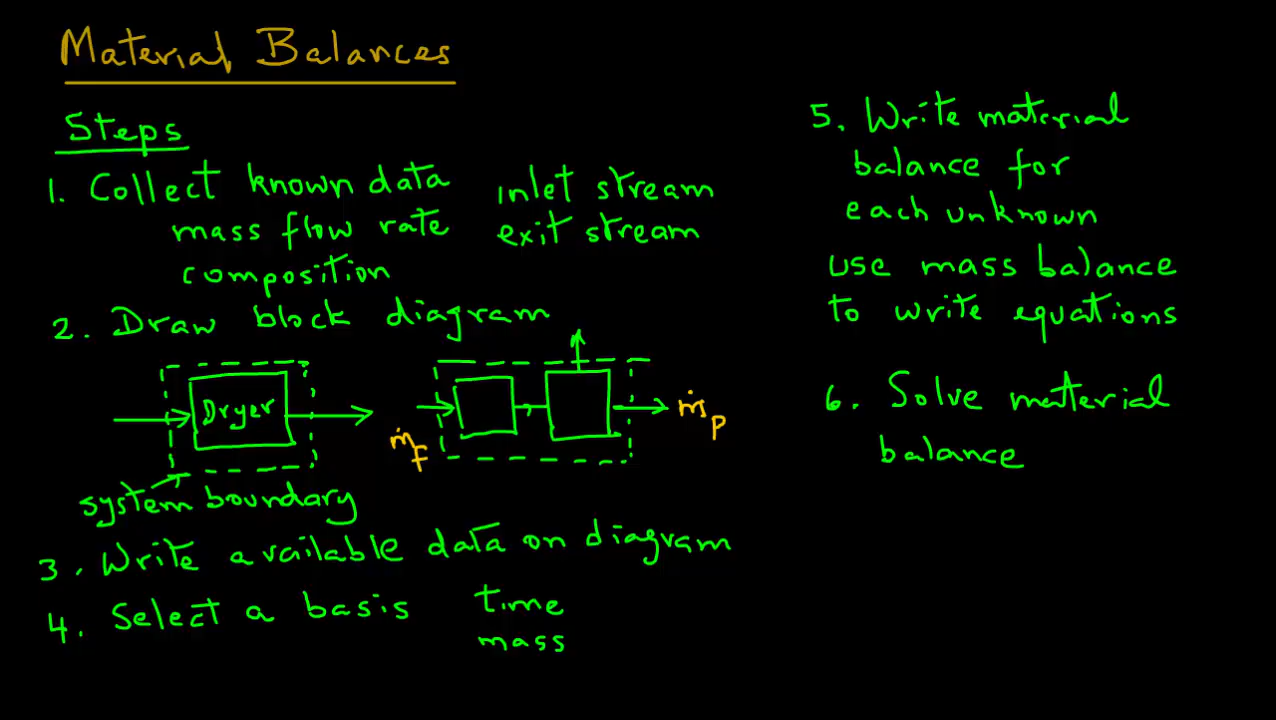 Material Balances
Steps
1. Collect known data inlet stream
mass flow rate exit stream
composition
2. Draw block diagram
Dryer
ṁF
ṁp
system boundary
3. Write available data on diagram
4. Select a basis time
mass
5. Write material
balance for
each unknown
use mass balance
to write equations
6. Solve material
balance